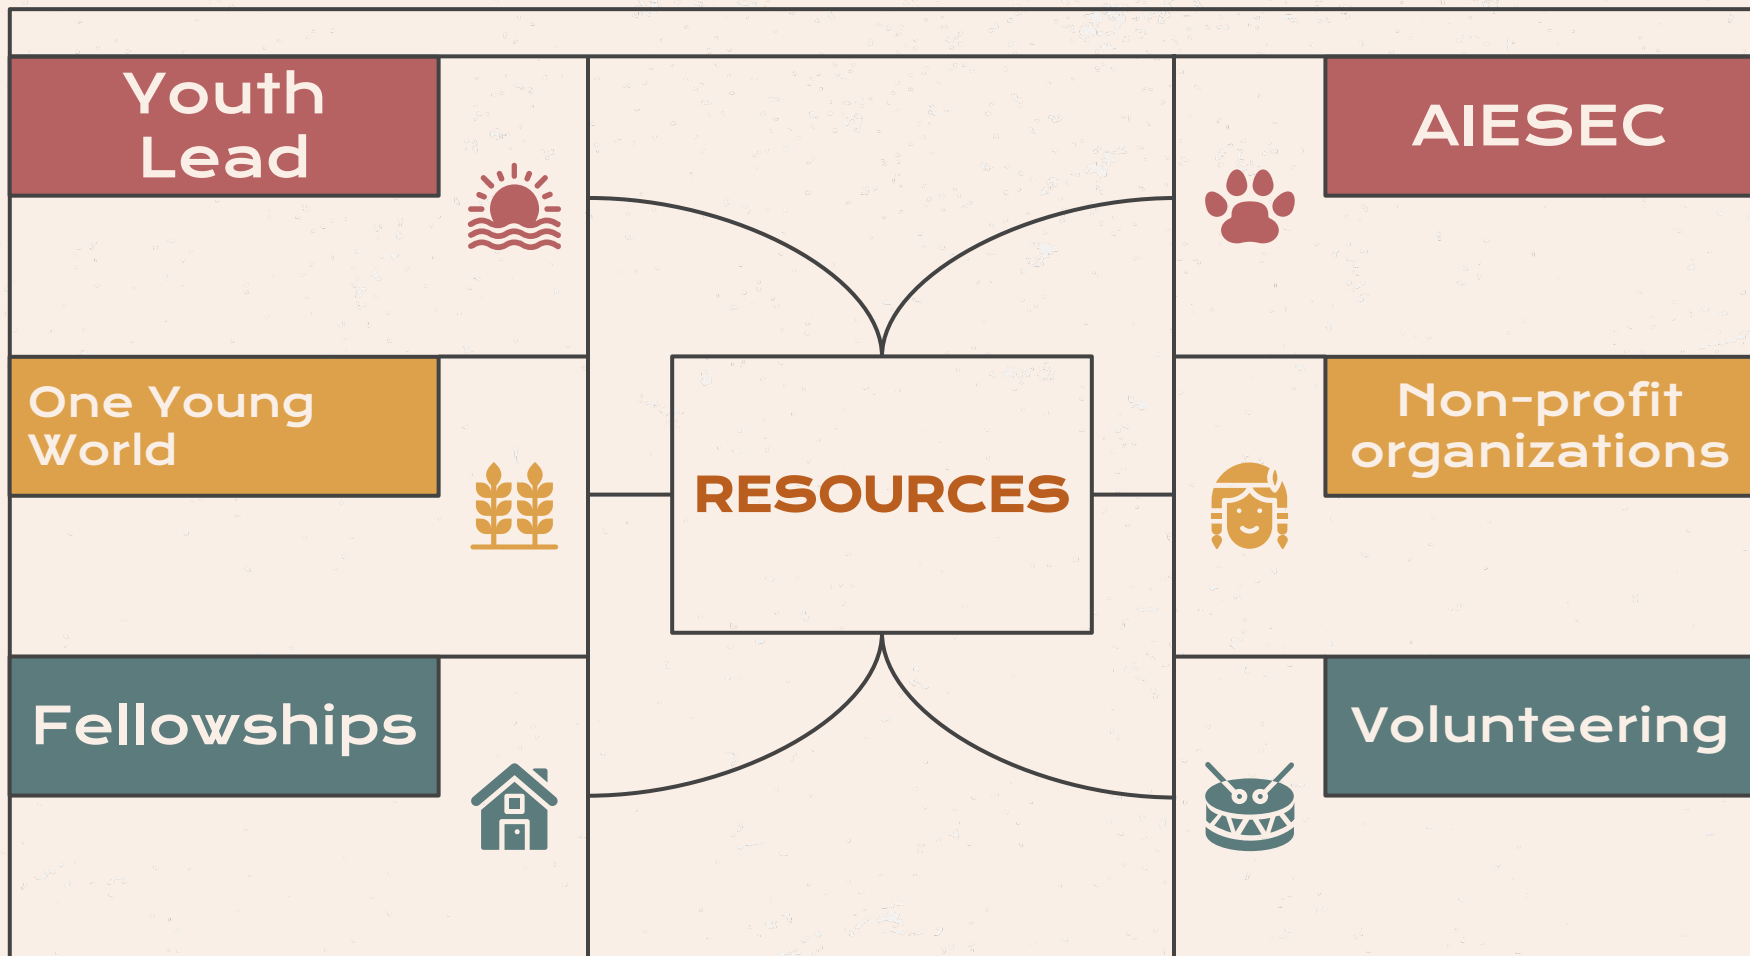 Youth
Lead
AIESEC
One Young
World
Non-profit
organizations
RESOURCES
Fellowships
Volunteering